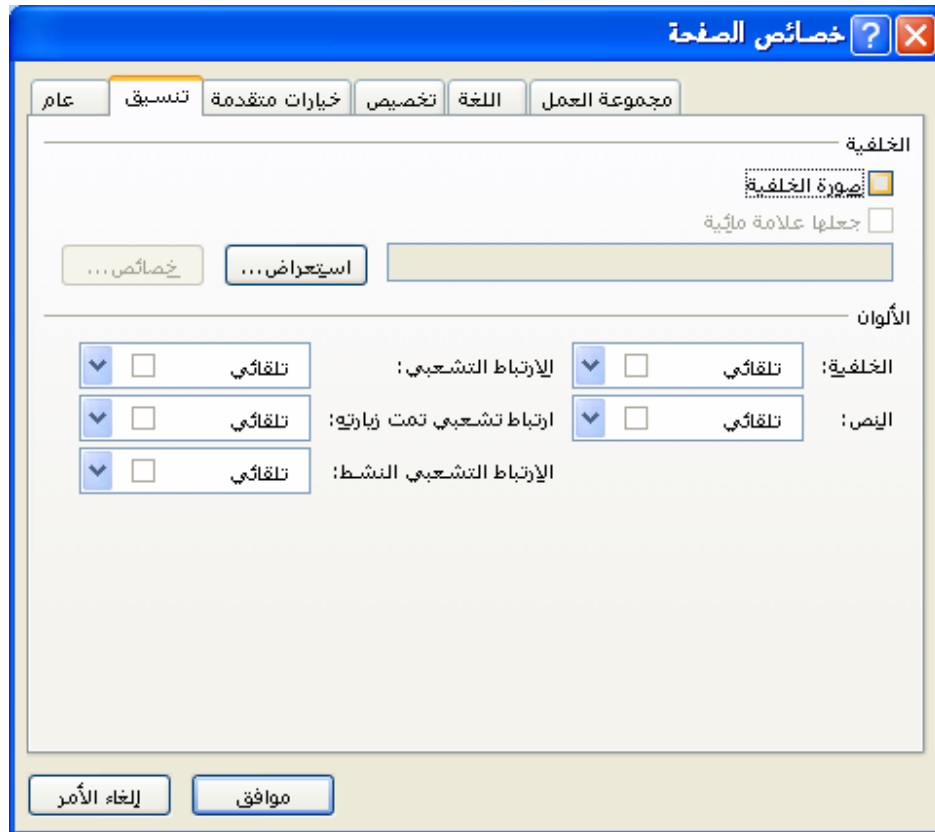 خصائص الصفحة
عام تنسيق خيارات متقدمة تخصيص اللغة مجموعة العمل
الخلفية
صورة الخلفية
جعلها علامة مائية
استعراض... خصائص...
الألوان
الخلفية: تلقائي الارتباط التشعبي: تلقائي
النص: تلقائي ارتباط تشعبي تمت زيارته: تلقائي
الارتباط التشعبي النشط: تلقائي
موافق إلغاء الأمر